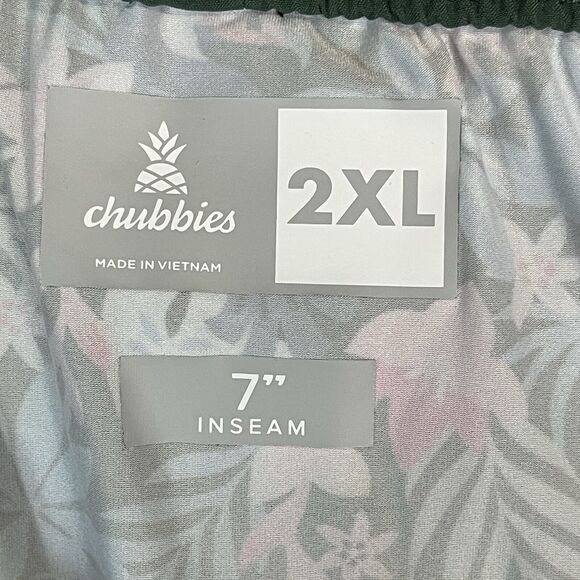 chubbies
MADE IN VIETNAM
2XL
7”
INSEAM